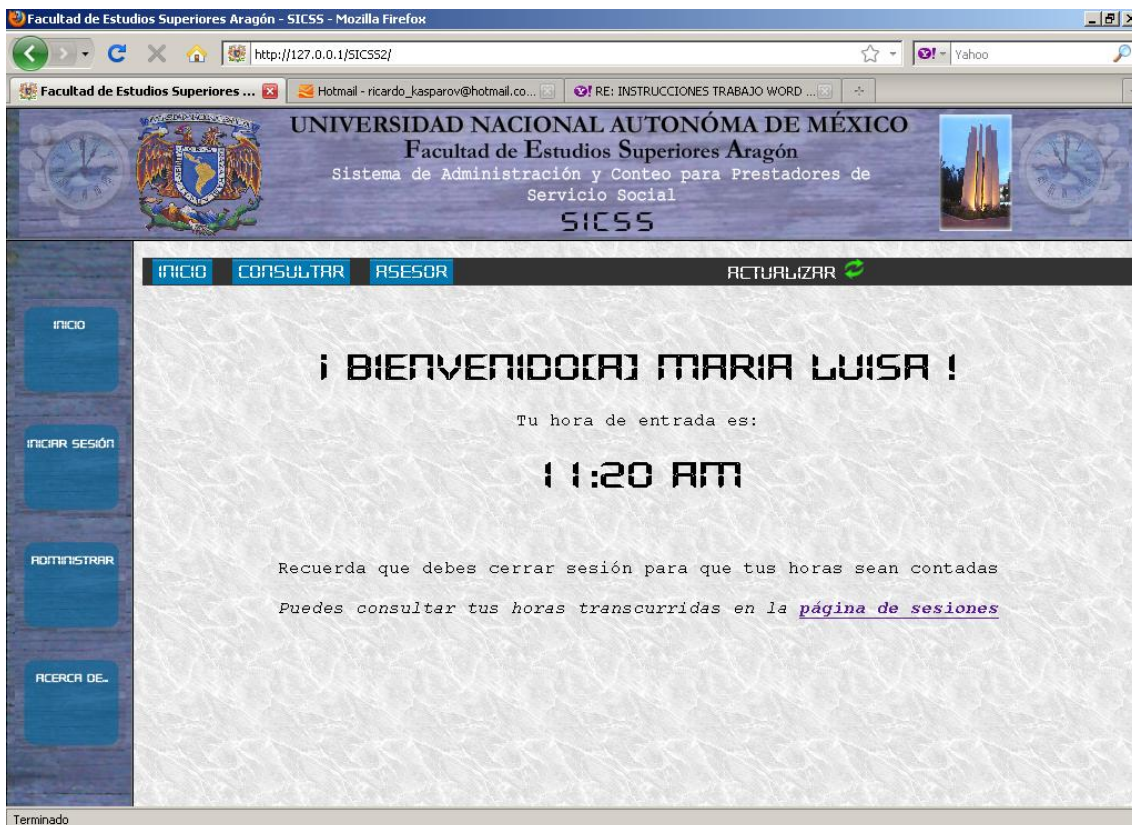 Facultad de Estudios Superiores Aragón - SICSS - Mozilla Firefox
http://127.0.0.1/SICSS2/
Yahoo
Facultad de Estudios Superiores ...
Hotmail - ricardo_kasparov@hotmail.co...
RE: INSTRUCCIONES TRABAJO WORD ...
UNIVERSIDAD NACIONAL AUTONÓMA DE MÉXICO
Facultad de Estudios Superiores Aragón
Sistema de Administración y Conteo para Prestadores de
Servicio Social
SICSS
INICIO CONSULTAR ASESOR ACTUALIZAR
INICIO
INICIAR SESIÓN
ADMINISTRAR
ACERCA DE...
¡ BIENVENIDO[A] MARIA LUISA !
Tu hora de entrada es:
11:20 AM
Recuerda que debes cerrar sesión para que tus horas sean contadas
Puedes consultar tus horas transcurridas en la página de sesiones
Terminado